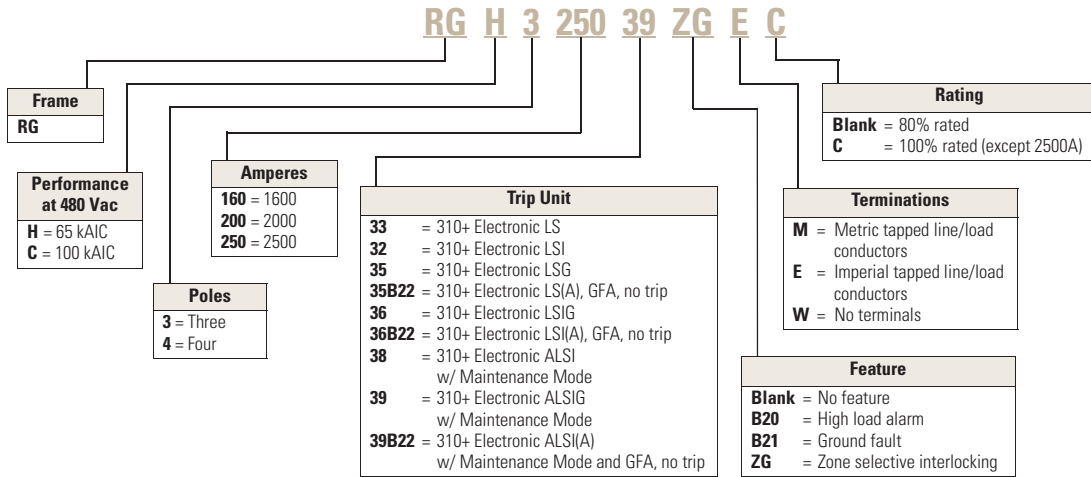 RG H 3 250 39 ZG E C
Frame
RG
Performance
at 480 Vac
H = 65 kAIC
C = 100 kAIC
Poles
3 = Three
4 = Four
Amperes
160 = 1600
200 = 2000
250 = 2500
Trip Unit
33 = 310+ Electronic LS
32 = 310+ Electronic LSI
35 = 310+ Electronic LSG
35B22 = 310+ Electronic LS(A), GFA, no trip
36 = 310+ Electronic LSIG
36B22 = 310+ Electronic LSI(A), GFA, no trip
38 = 310+ Electronic ALSI
w/ Maintenance Mode
39 = 310+ Electronic ALSIG
w/ Maintenance Mode
39B22 = 310+ Electronic ALSI(A)
w/ Maintenance Mode and GFA, no trip
Feature
Blank = No feature
B20 = High load alarm
B21 = Ground fault
ZG = Zone selective interlocking
Terminations
M = Metric tapped line/load
conductors
E = Imperial tapped line/load
conductors
W = No terminals
Rating
Blank = 80% rated
C = 100% rated (except 2500A)